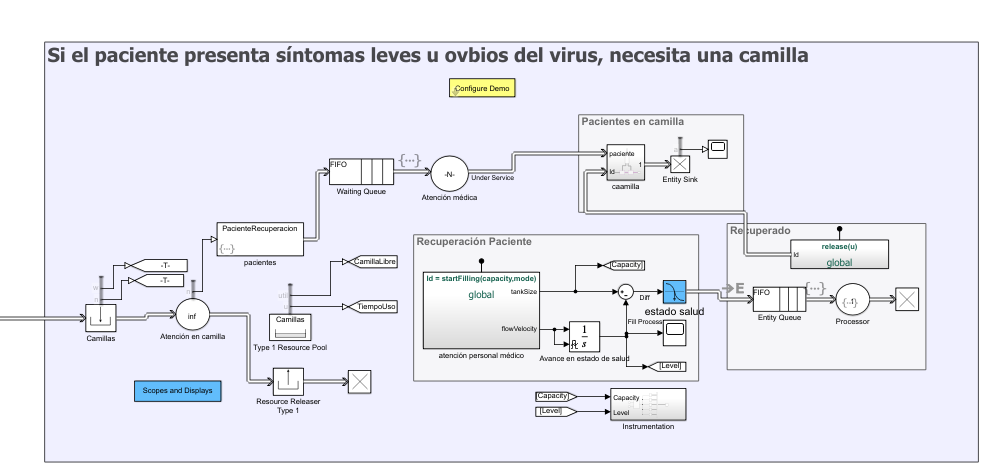 Si el paciente presenta síntomas leves u ovbios del virus, necesita una camilla
Configure Demo
Pacientes en camilla
paciente
Id
1
caamilla
Entity Sink
FIFO
Waiting Queue
{···}
-N-
Atención médica
Under Service
PacienteRecuperacion
{···}
pacientes
Recuperado
release(u)
global
Id
Recuperación Paciente
Id = startFilling(capacity,mode)
global
tankSize
flowVelocity
atención personal médico
[Capacity]
Diff
estado salud
Fill Process
1
s
Avance en estado de salud
[Level]
E
FIFO
Entity Queue
{···}
{...}
Processor
-T-
-T-
w
n
Camillas
n
inf
Atención en camilla
CamillaLibre
TiempoUso
util
u
Camillas
Type 1 Resource Pool
Scopes and Displays
Resource Releaser
Type 1
[Capacity]
[Level]
Capacity
Level
Instrumentation